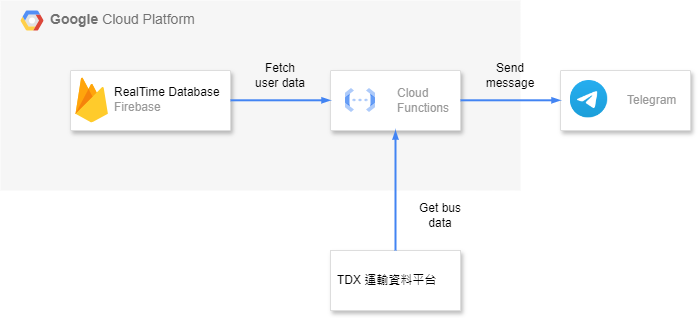 Google Cloud Platform
Fetch
user data
Send
message
RealTime Database
Firebase
Cloud
Functions
Telegram
Get bus
data
TDX 運輸資料平台